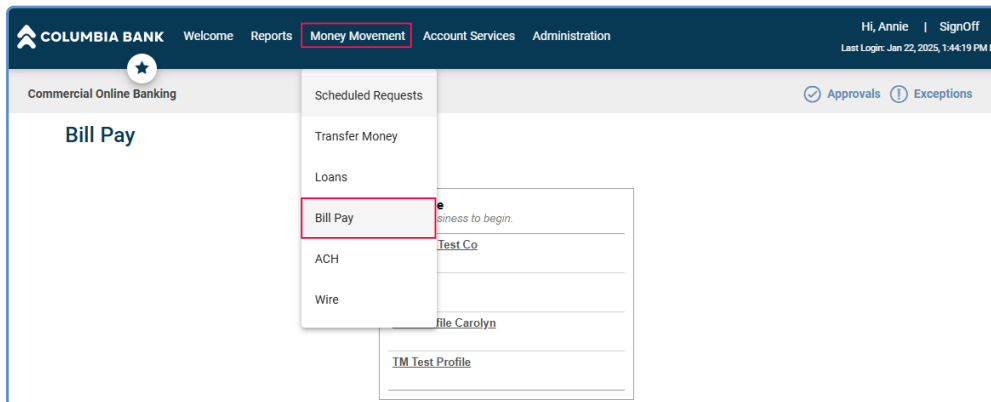 COLUMBIA BANK Welcome Reports Money Movement Account Services Administration Hi, Annie | SignOff
Last Login: Jan 22, 2025, 1:44:19 PM
Commercial Online Banking Approvals Exceptions
Bill Pay
Scheduled Requests
Transfer Money
Loans
Bill Pay
ACH
Wire
to begin.
Test Co
Carolyn
TM Test Profile